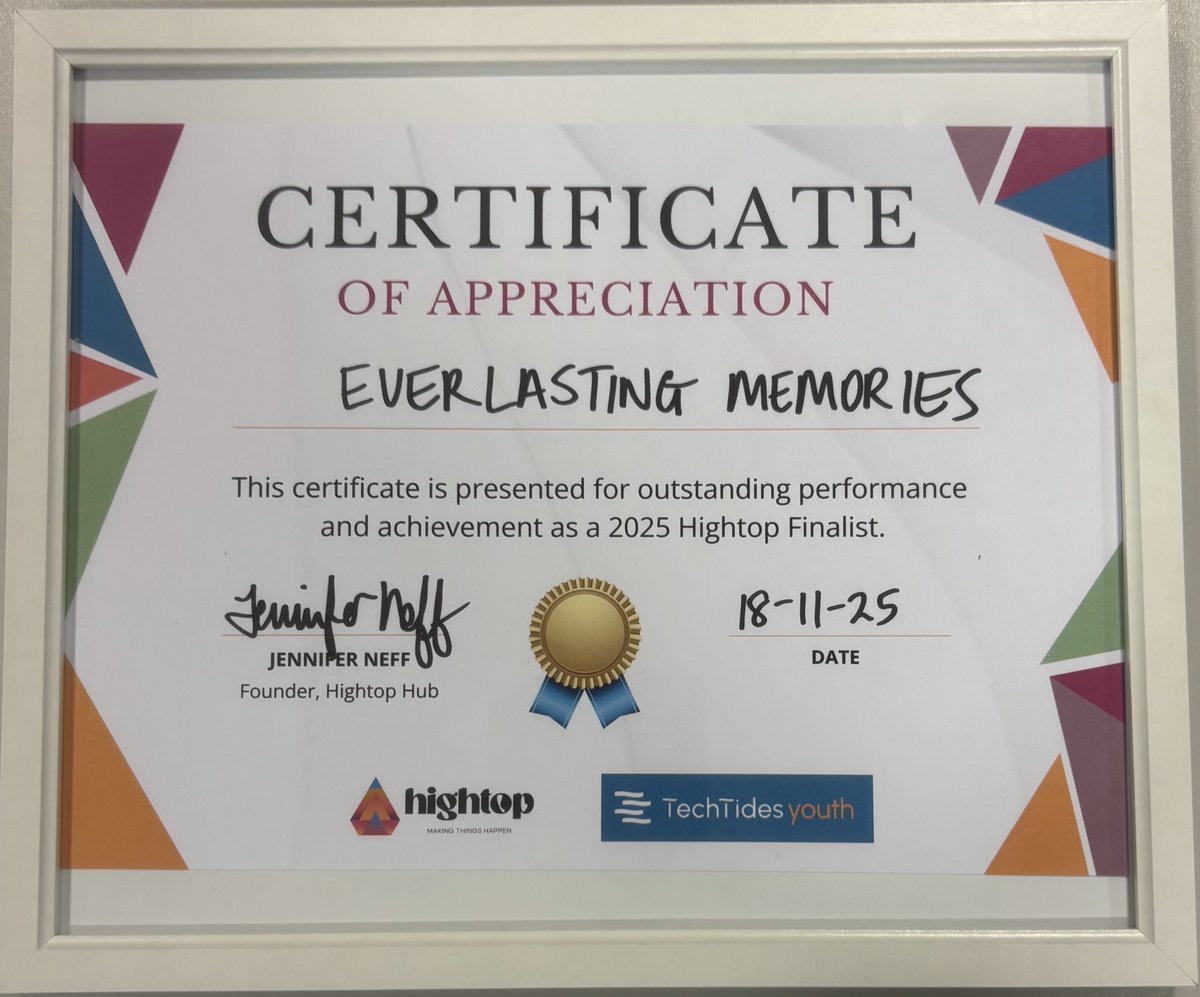 CERTIFICATE
OF APPRECIATION
EVERLASTING MEMORIES
This certificate is presented for outstanding performance
and achievement as a 2025 Hightop Finalist.
Jennifer Neff
JENNIFER NEFF
Founder, Hightop Hub
18-11-25
DATE
hightop
MAKING THINGS HAPPEN
TechTides youth